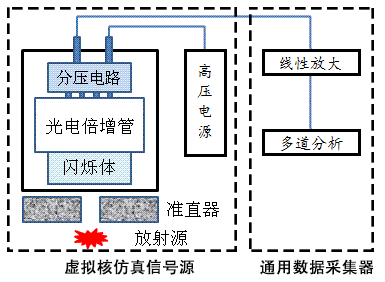 分压电路
光电倍增管
闪烁体
高压电源
线性放大
多道分析
准直器
放射源
虚拟核仿真信号源
通用数据采集器